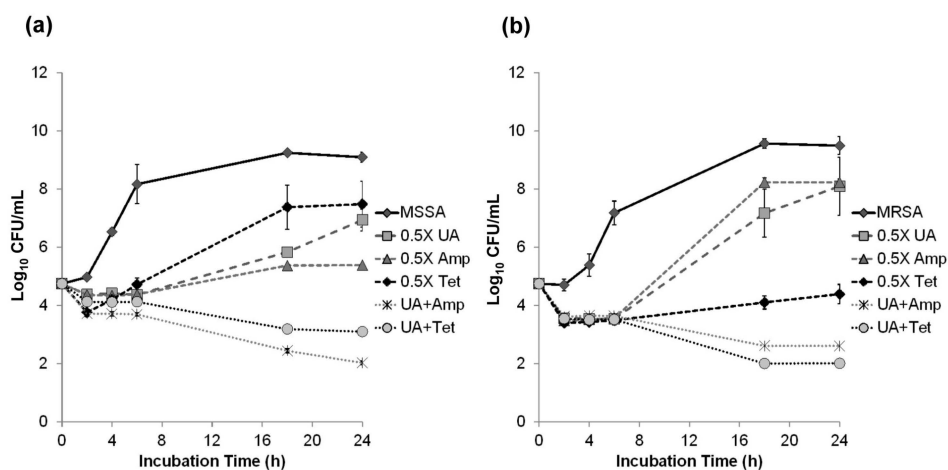 (a)
12
10
8
6
4
2
0
Log10 CFU/mL
0 4 8 12 16 20 24
Incubation Time (h)
MSSA
0.5X UA
0.5X Amp
0.5X Tet
UA+Amp
UA+Tet
(b)
12
10
8
6
4
2
0
Log10 CFU/mL
0 4 8 12 16 20 24
Incubation Time (h)
MRSA
0.5X UA
0.5X Amp
0.5X Tet
UA+Amp
UA+Tet